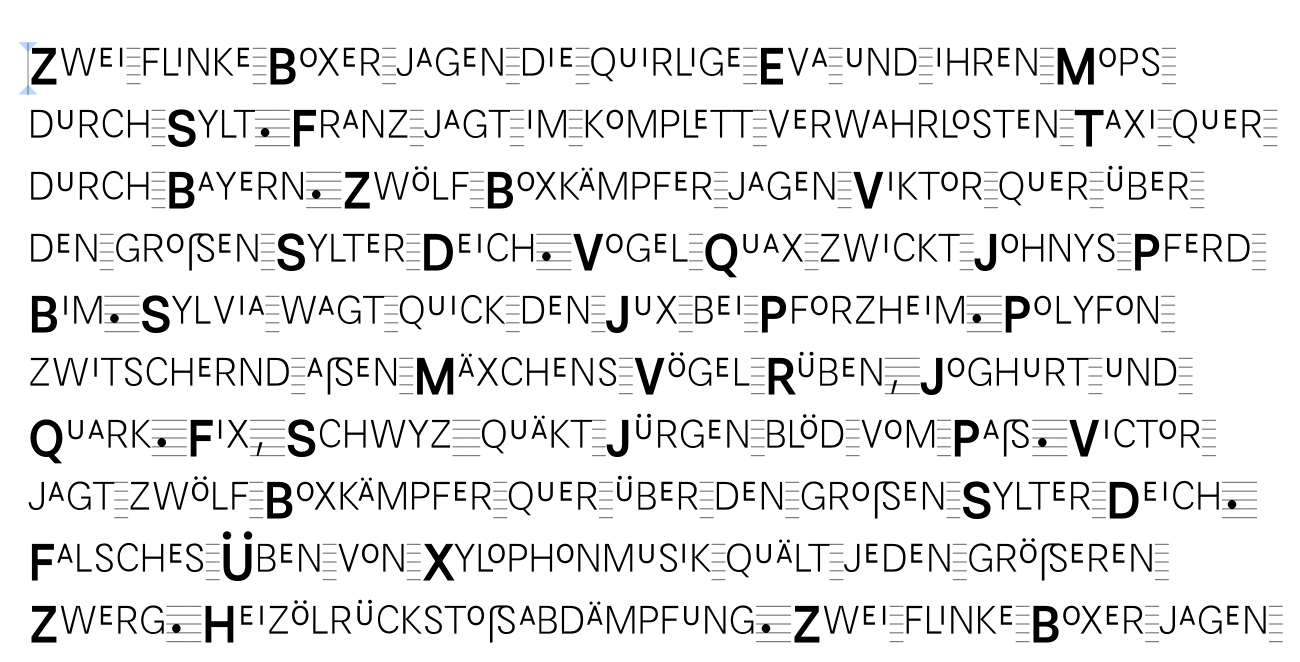 Zwei flinke Boxer jagen die quirlige Eva und ihren Mops
durch Sylt. Franz jagt im komplett verwahrlosten Taxi quer
durch Bayern. Zwölf Boxkämpfer jagen Viktor quer über
den großen Sylter Deich. Vogel Quax zwickt Johnys Pferd
Bim. Sylvia wagt quick den Jux bei Pforzheim. Polyfon
zwitschernd aßen Mäxchens Vögel Rüben, Joghurt und
Quark. Fix, Schwyz quäkt Jürgen blöd vom Paß. Victor
jagt zwölf Boxkämpfer quer über den großen Sylter Deich.
Falsches Üben von Xylophonmusik quält jeden größeren
Zwerg. Heizölrückstoßabdämpfung. Zwei flinke Boxer jagen